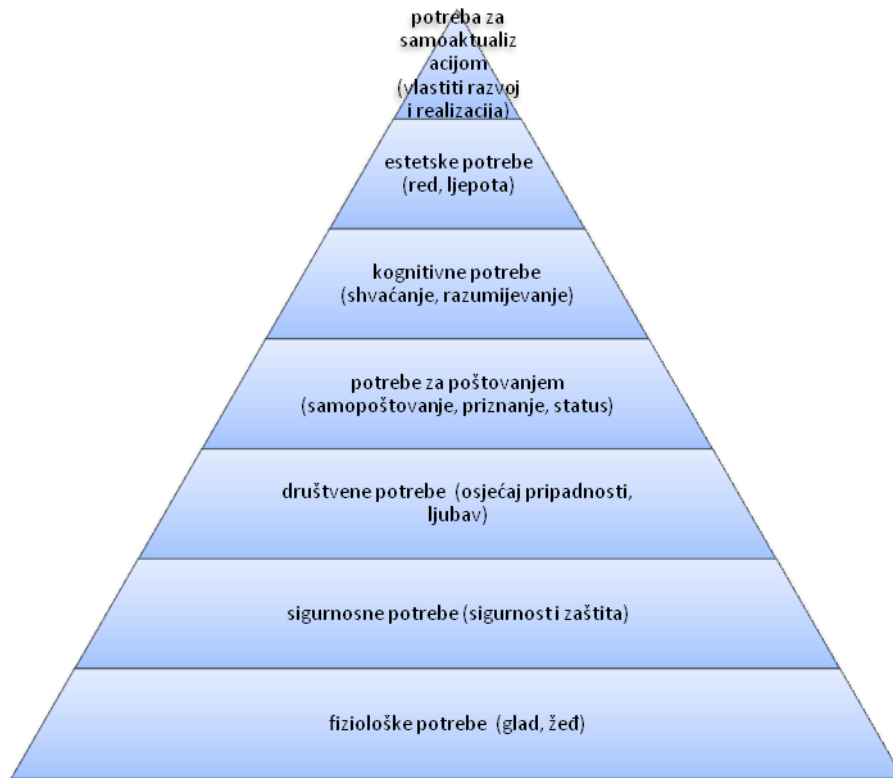 potreba za
samoaktualiz
acijom
(vlastiti razvoj
i realizacija)
estetske potrebe
(red, ljepota)
kognitivne potrebe
(shvaćanje, razumijevanje)
potrebe za poštovanjem
(samopoštovanje, priznanje, status)
društvene potrebe (osjećaj pripadnosti,
ljubav)
sigurnosne potrebe (sigurnost i zaštita)
fiziološke potrebe (glad, žeđ)